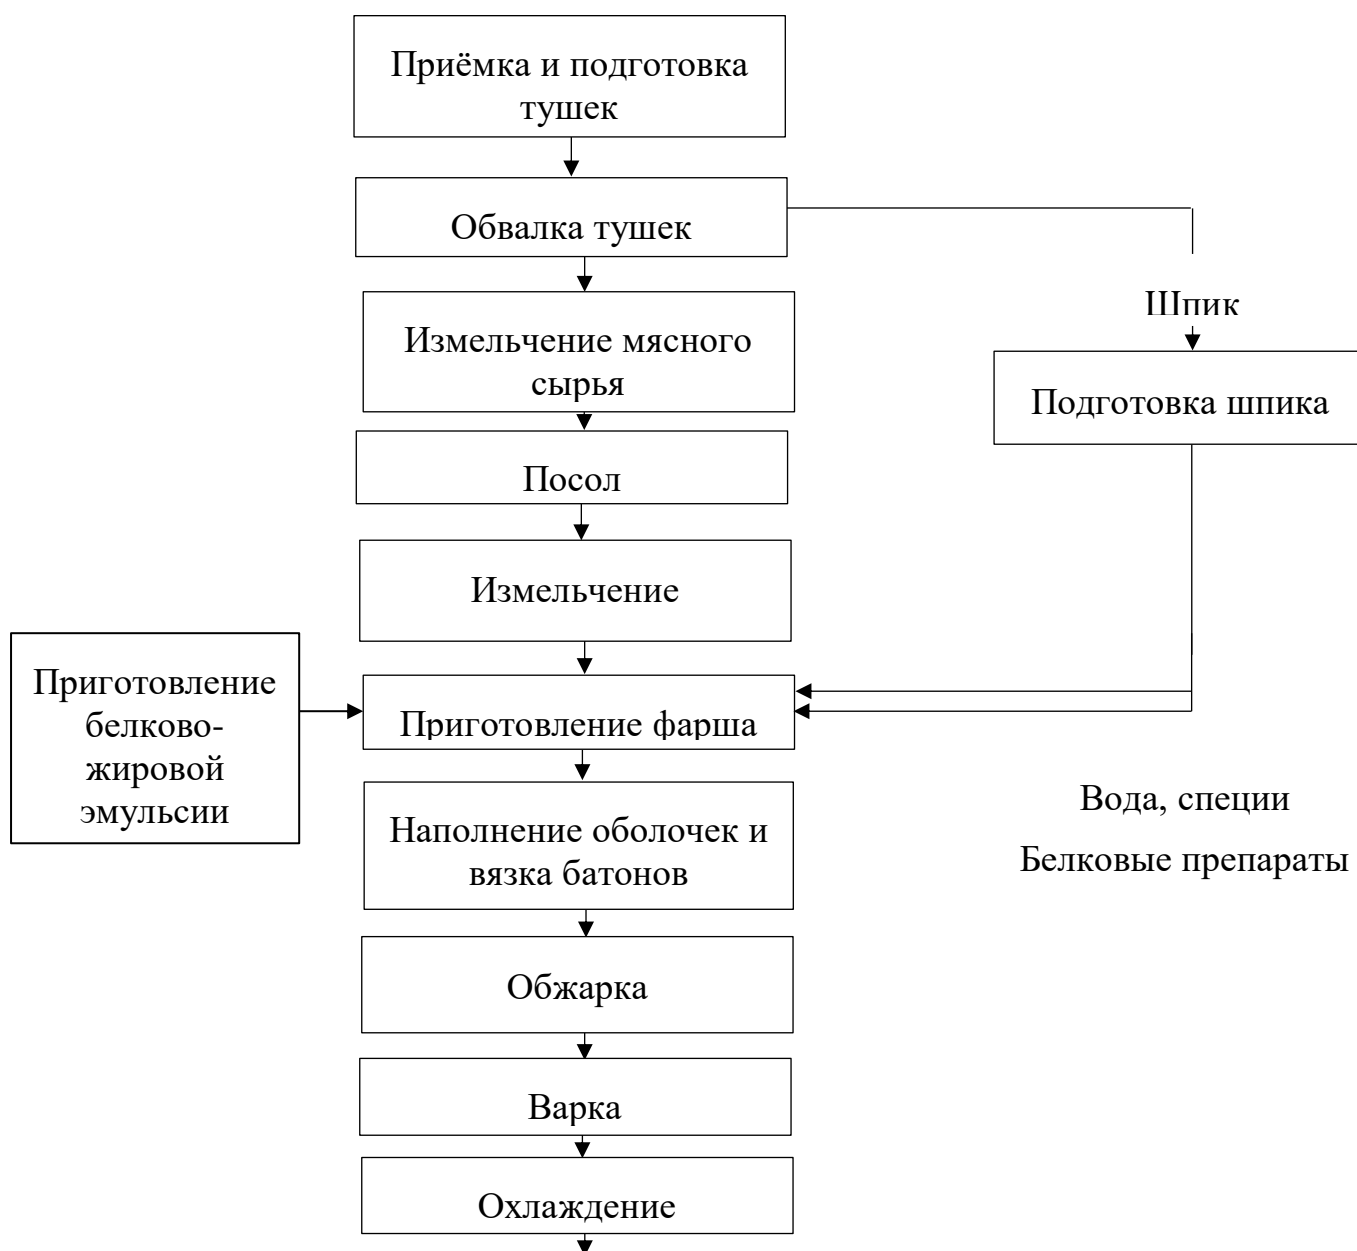 Приёмка и подготовка
тушек
Обвалка тушек
Шпик
Измельчение мясного
сырья
Подготовка шпика
Посол
Измельчение
Приготовление
белково-
жировой
эмульсии
Приготовление фарша
Вода, специи
Белковые препараты
Наполнение оболочек и
вязка батонов
Обжарка
Варка
Охлаждение